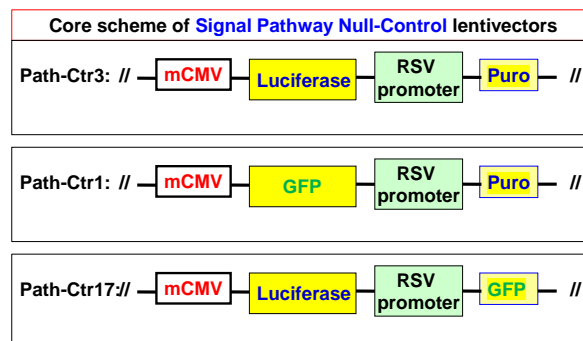 Core scheme of Signal Pathway Null-Control lentivectors
Path-Ctr3: // mCMV Luciferase RSV promoter Puro //
Path-Ctr1: // mCMV GFP RSV promoter Puro //
Path-Ctr17:// mCMV Luciferase RSV promoter GFP //